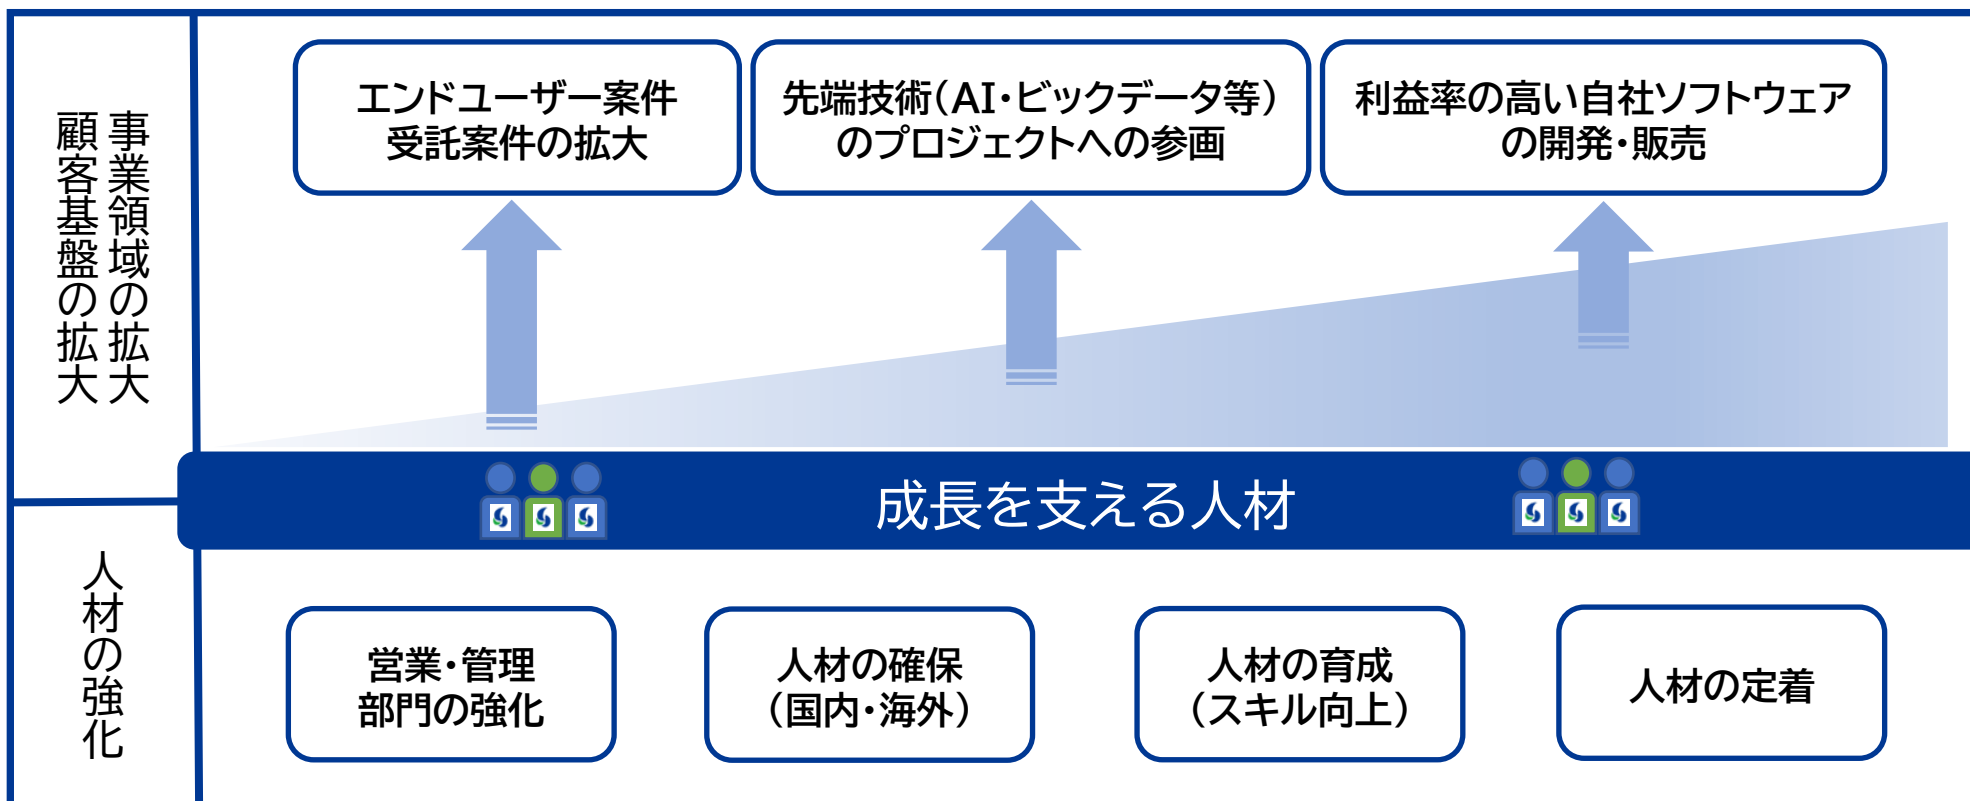 事業領域の拡大
顧客基盤の拡大
エンドユーザー案件
受託案件の拡大
先端技術(AI・ビックデータ等)
のプロジェクトへの参画
利益率の高い自社ソフトウェア
の開発・販売
成長を支える人材
人材の強化
営業・管理
部門の強化
人材の確保
(国内・海外)
人材の育成
(スキル向上)
人材の定着